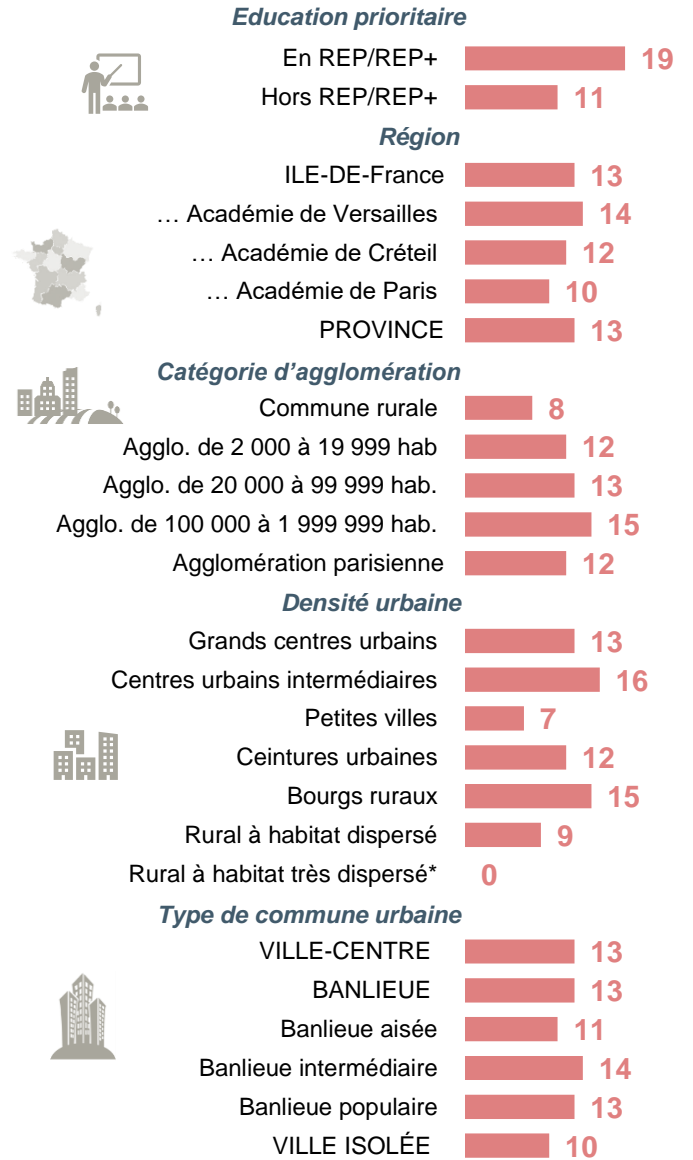 Education prioritaire
En REP/REP+ 19
Hors REP/REP+ 11
Région
ILE-DE-France 13
… Académie de Versailles 14
… Académie de Créteil 12
… Académie de Paris 10
PROVINCE 13
Catégorie d’agglomération
Commune rurale 8
Agglo. de 2 000 à 19 999 hab 12
Agglo. de 20 000 à 99 999 hab. 13
Agglo. de 100 000 à 1 999 999 hab. 15
Agglomération parisienne 12
Densité urbaine
Grands centres urbains 13
Centres urbains intermédiaires 16
Petites villes 7
Ceintures urbaines 12
Bourgs ruraux 15
Rural à habitat dispersé 9
Rural à habitat très dispersé* 0
Type de commune urbaine
VILLE-CENTRE 13
BANLIEUE 13
Banlieue aisée 11
Banlieue intermédiaire 14
Banlieue populaire 13
VILLE ISOLÉE 10